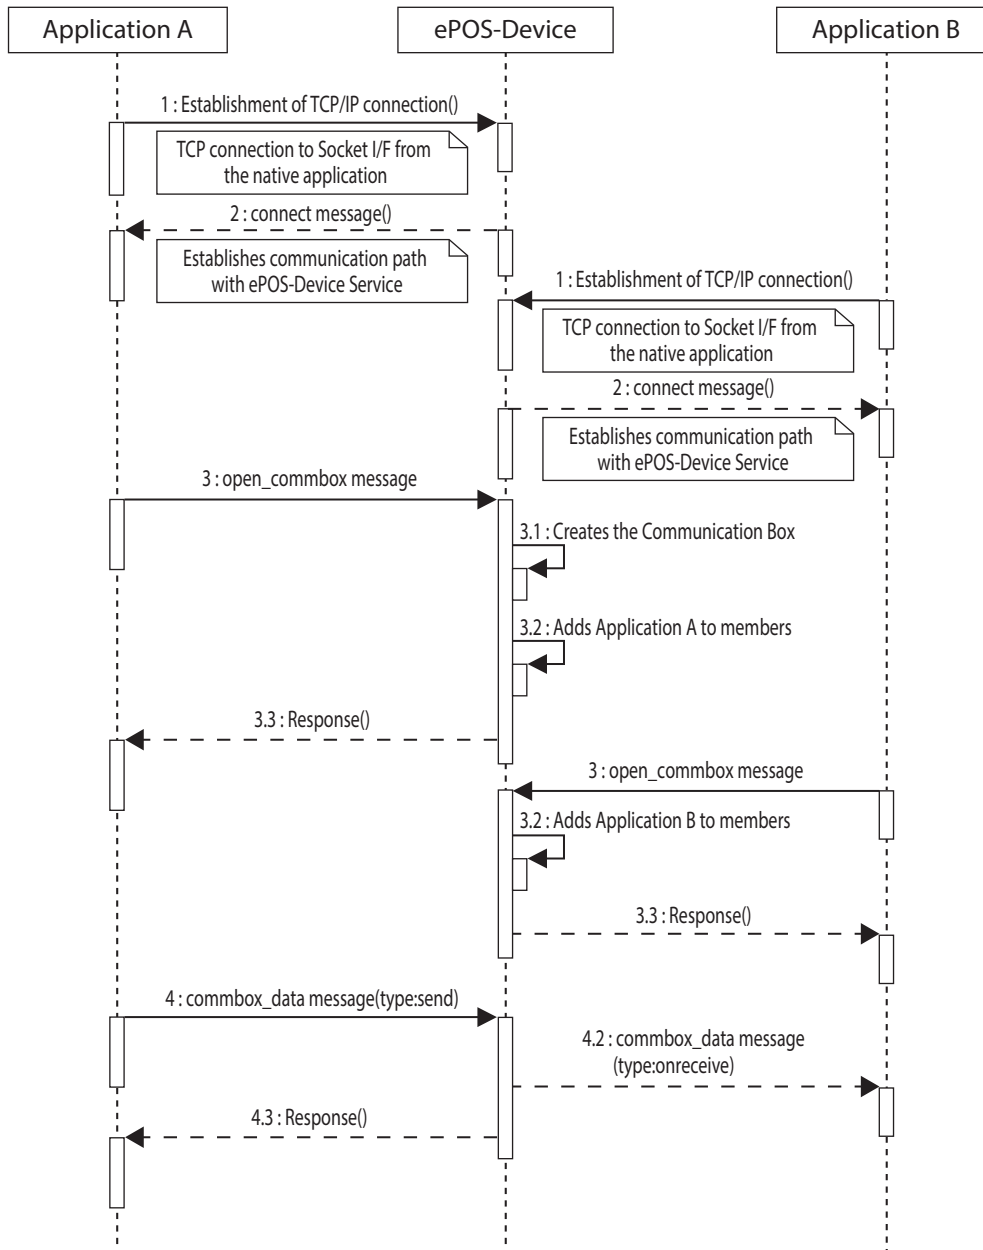 Application A
ePOS-Device
Application B
1 : Establishment of TCP/IP connection()
TCP connection to Socket I/F from
the native application
2 : connect message()
Establishes communication path
with ePOS-Device Service
1 : Establishment of TCP/IP connection()
TCP connection to Socket I/F from
the native application
2 : connect message()
Establishes communication path
with ePOS-Device Service
3 : open_commbox message
3.1 : Creates the Communication Box
3.2 : Adds Application A to members
3.3 : Response()
3 : open_commbox message
3.2 : Adds Application B to members
3.3 : Response()
4 : commbox_data message(type:send)
4.2 : commbox_data message
(type:onreceive)
4.3 : Response()